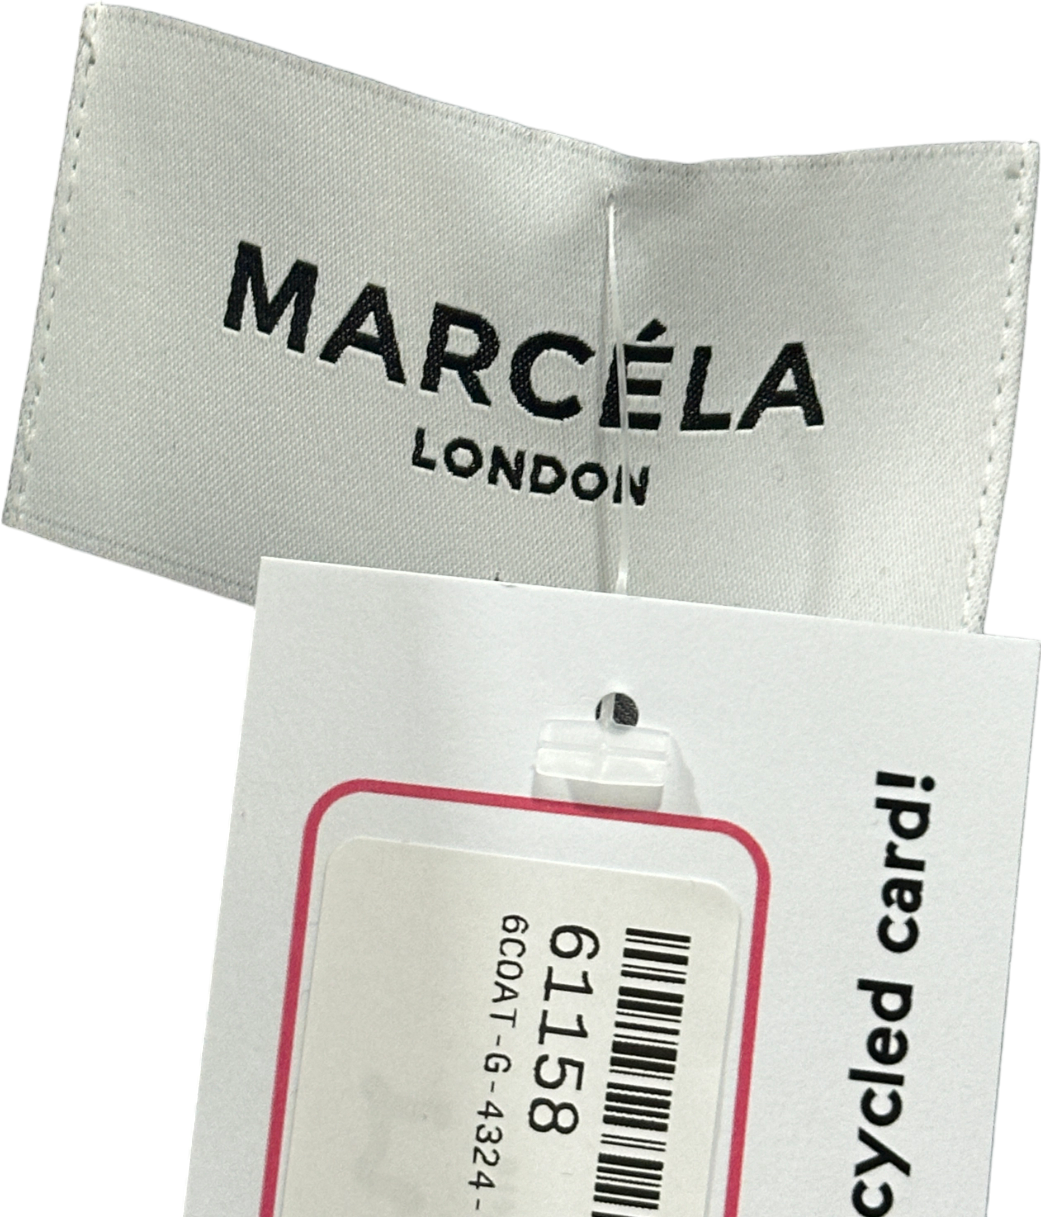 MARCÉLA
LONDON
61158
6COAT-G-4324-
cycled card!